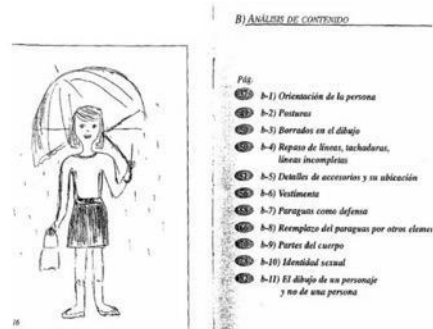 16
B) ANÁLISIS DE CONTENIDO
Pág.
b-1) Orientación de la persona
b-2) Posturas
b-3) Borrados en el dibujo
b-4) Repaso de líneas, tachaduras,
líneas incompletas
b-5) Detalles de accesorios y su ubicación
b-6) Vestimenta
b-7) Paraguas como defensa
b-8) Reemplazo del paraguas por otros eleme
b-9) Partes del cuerpo
b-10) Identidad sexual
b-11) El dibujo de un personaje
y no de una persona